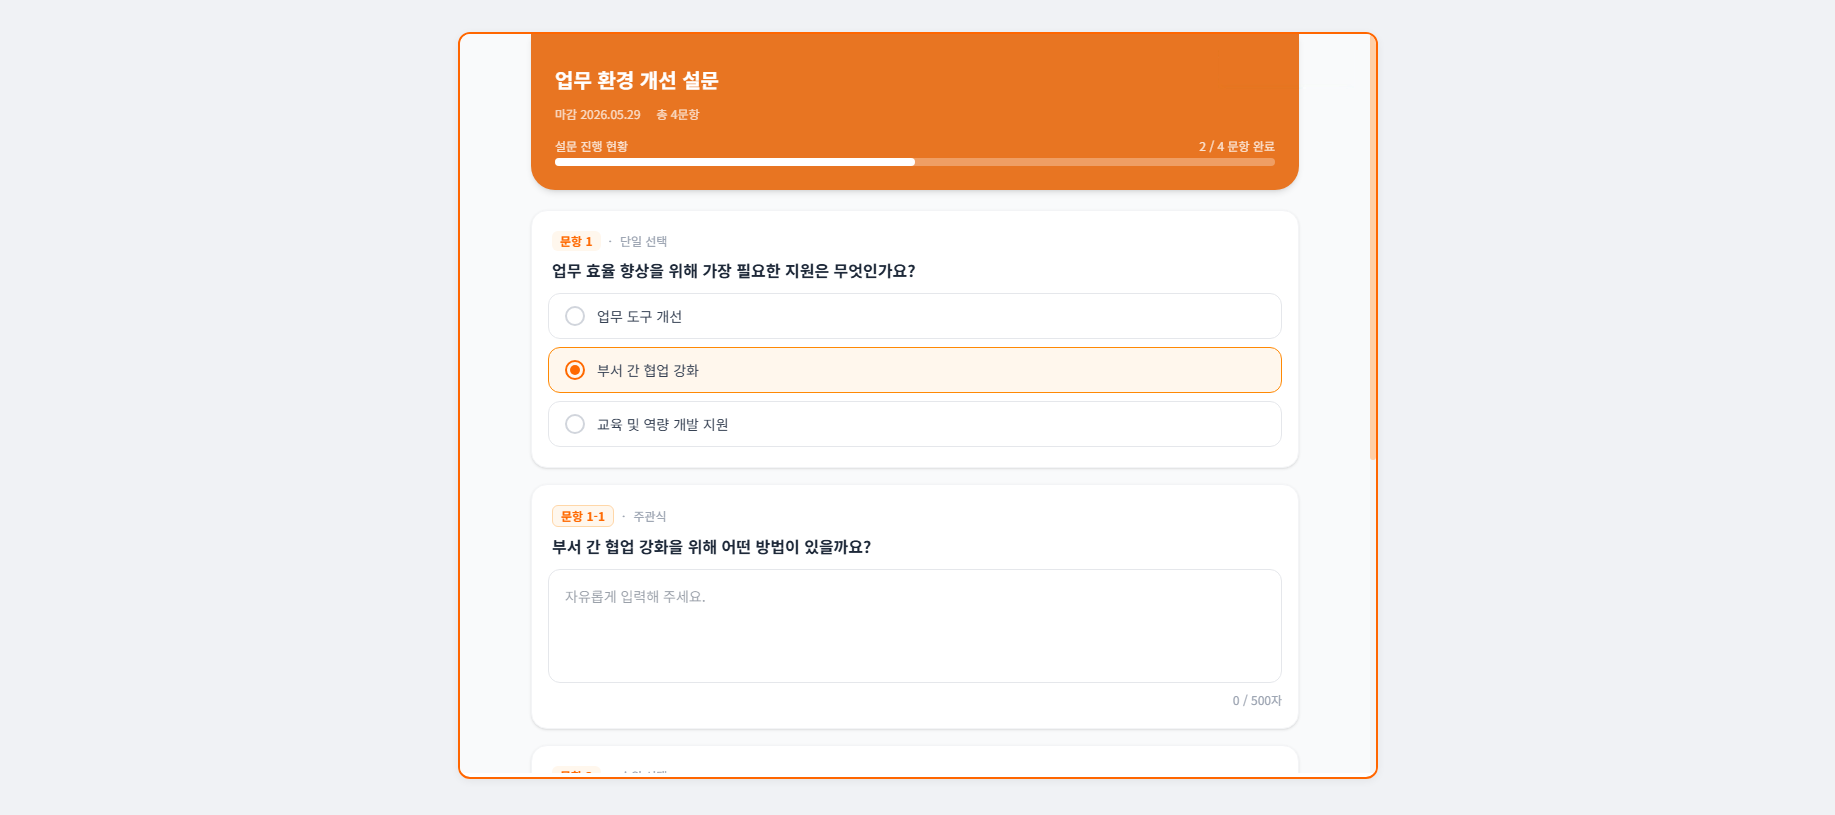 업무 환경 개선 설문
마감 2026.05.29 총 4문항
설문 진행 현황 2 / 4 문항 완료
문항 1 · 단일 선택
업무 효율 향상을 위해 가장 필요한 지원은 무엇인가요?
업무 도구 개선
부서 간 협업 강화
교육 및 역량 개발 지원
문항 1-1 · 주관식
부서 간 협업 강화을 위해 어떤 방법이 있을까요?
자유롭게 입력해 주세요.
0 / 500자